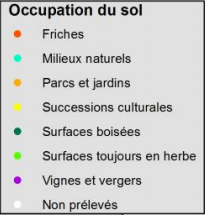 Occupation du sol
Friches
Milieux naturels
Parcs et jardins
Successions culturales
Surfaces boisées
Surfaces toujours en herbe
Vignes et vergers
Non prélevés